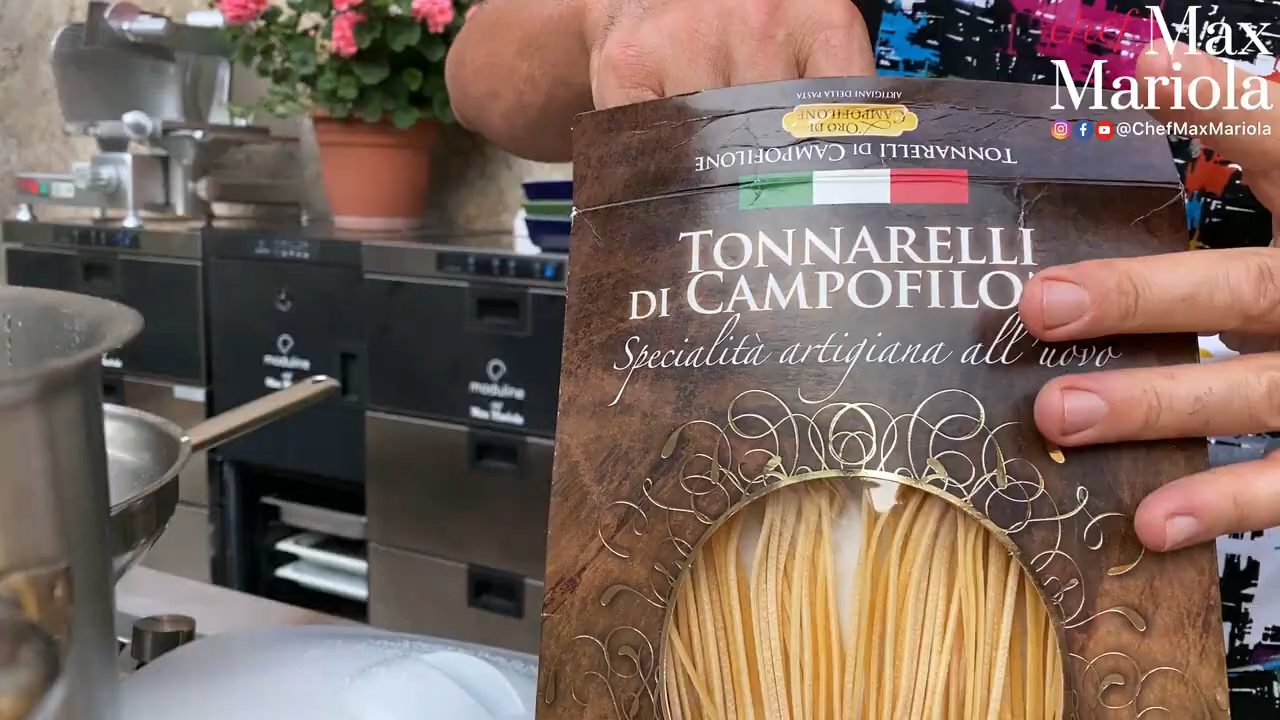 Chef Max
Mariola
@ChefMaxMariola
ARTIGIANI DELLA PASTA
L'ORO DI
CAMPOFILONE
TONNARELLI DI CAMPOFILONE
TONNARELLI
DI CAMPOFILO
Specialità artigiana all'uovo
moduline
moduline